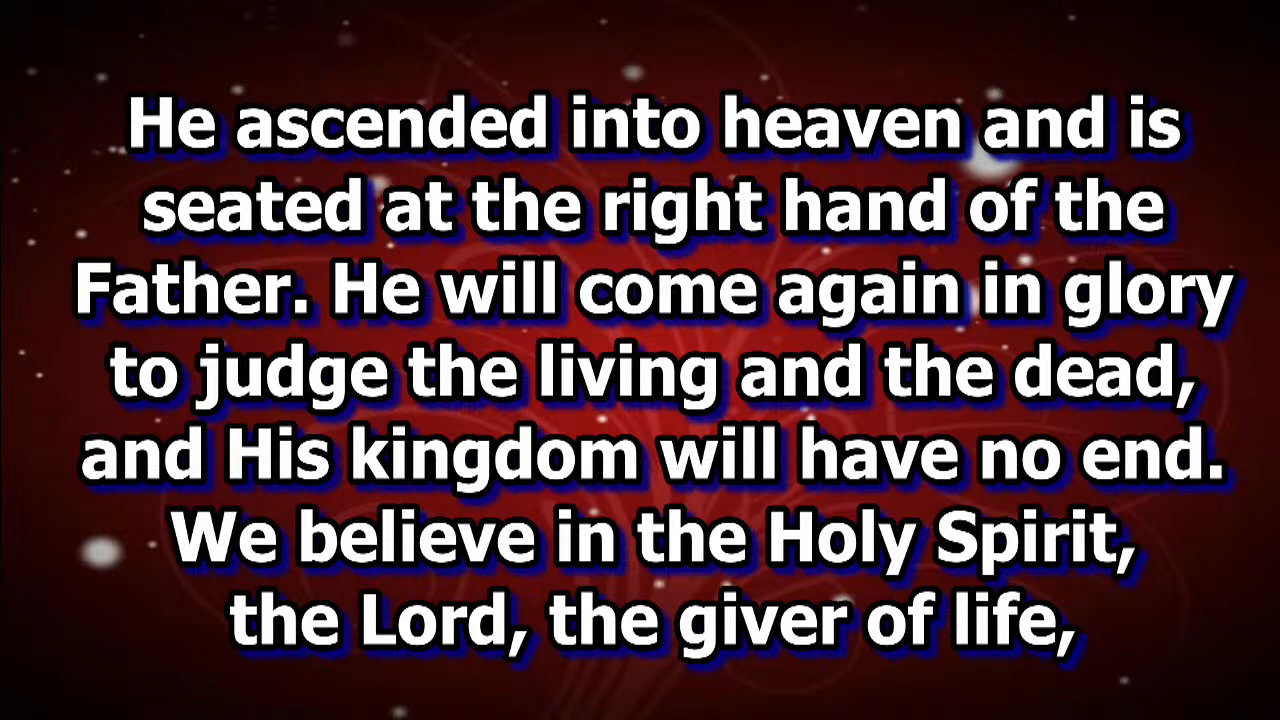 He ascended into heaven and is
seated at the right hand of the
Father. He will come again in glory
to judge the living and the dead,
and His kingdom will have no end.
We believe in the Holy Spirit,
the Lord, the giver of life,